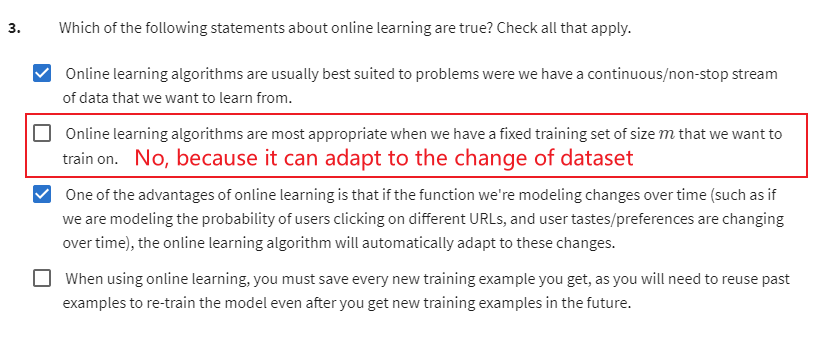 3. Which of the following statements about online learning are true? Check all that apply.
Online learning algorithms are usually best suited to problems were we have a continuous/non-stop stream
of data that we want to learn from.
Online learning algorithms are most appropriate when we have a fixed training set of size m that we want to
train on. No, because it can adapt to the change of dataset
One of the advantages of online learning is that if the function we're modeling changes over time (such as if
we are modeling the probability of users clicking on different URLs, and user tastes/preferences are changing
over time), the online learning algorithm will automatically adapt to these changes.
When using online learning, you must save every new training example you get, as you will need to reuse past
examples to re-train the model even after you get new training examples in the future.